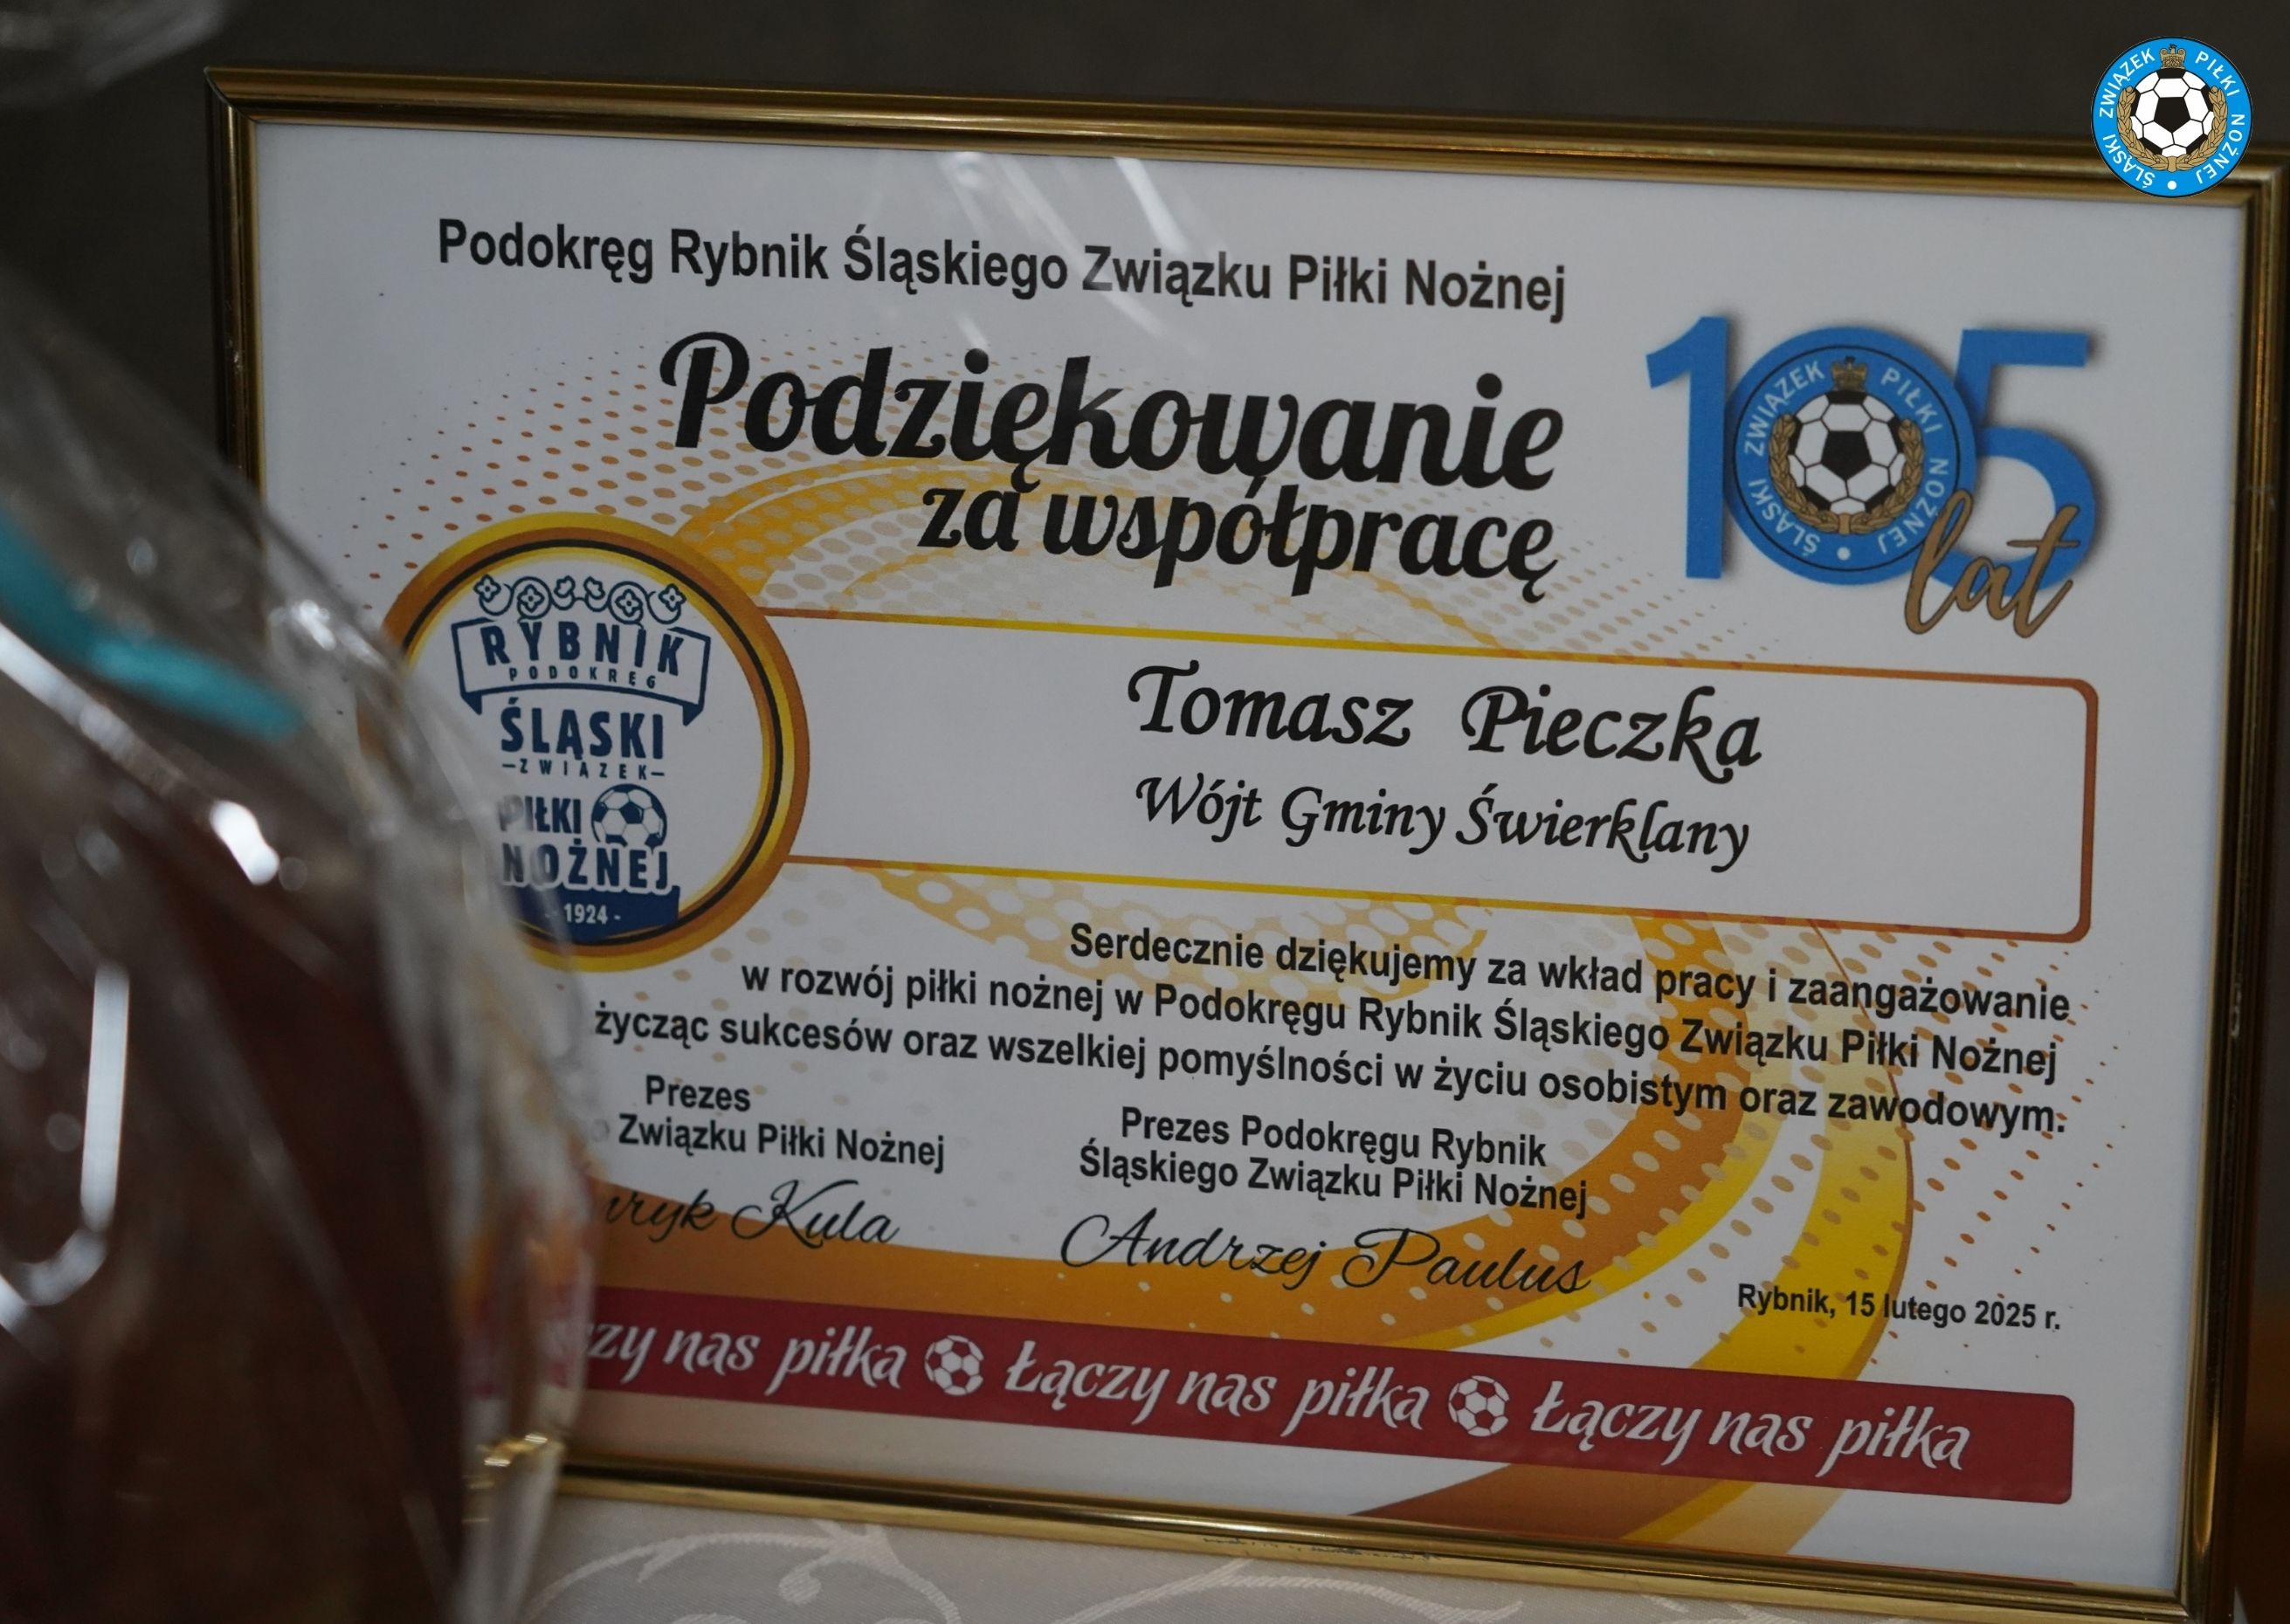 ŚLĄSKI ZWIĄZEK PIŁKI NOŻNEJ
Podokręg Rybnik Śląskiego Związku Piłki Nożnej
Podziękowanie
za współpracę
105
ŚLĄSKI ZWIĄZEK PIŁKI NOŻNEJ
lat
RYBNIK
PODOKRĘG
ŚLĄSKI
-ZWIĄZEK-
PIŁKI
NOŻNEJ
- 1924 -
Tomasz Pieczka
Wójt Gminy Świerklany
Serdecznie dziękujemy za wkład pracy i zaangażowanie
w rozwój piłki nożnej w Podokręgu Rybnik Śląskiego Związku Piłki Nożnej
życząc sukcesów oraz wszelkiej pomyślności w życiu osobistym oraz zawodowym.
Prezes
Związku Piłki Nożnej
Kula
Prezes Podokręgu Rybnik
Śląskiego Związku Piłki Nożnej
Andrzej Paulus
Rybnik, 15 lutego 2025 r.
nas piłka Łączy nas piłka Łączy nas piłka